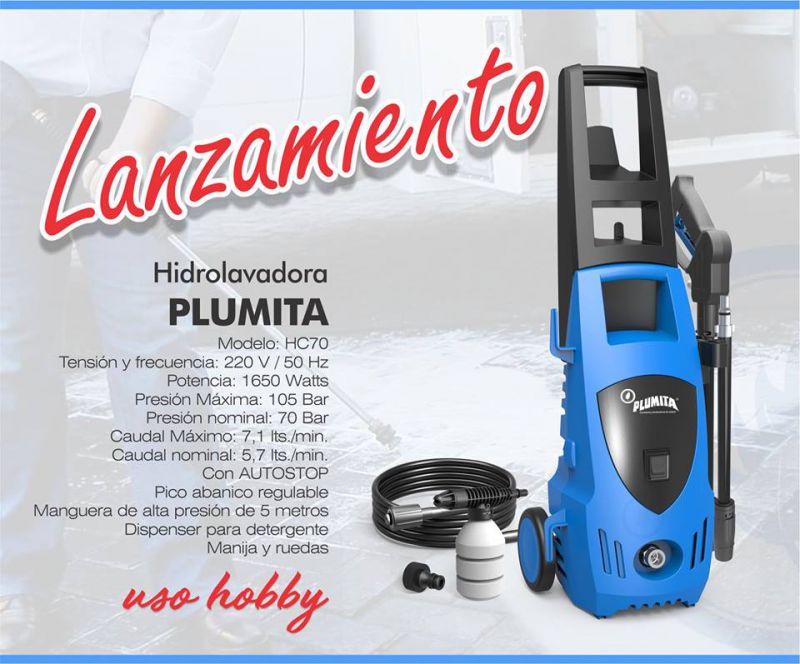 Lanzamiento
Hidrolavadora
PLUMITA
Modelo: HC70
Tensión y frecuencia: 220 V / 50 Hz
Potencia: 1650 Watts
Presión Máxima: 105 Bar
Presión nominal: 70 Bar
Caudal Máximo: 7,1 lts./min.
Caudal nominal: 5,7 lts./min.
Con AUTOSTOP
Pico abanico regulable
Manguera de alta presión de 5 metros
Dispenser para detergente
Manija y ruedas
uso hobby
PLUMITA